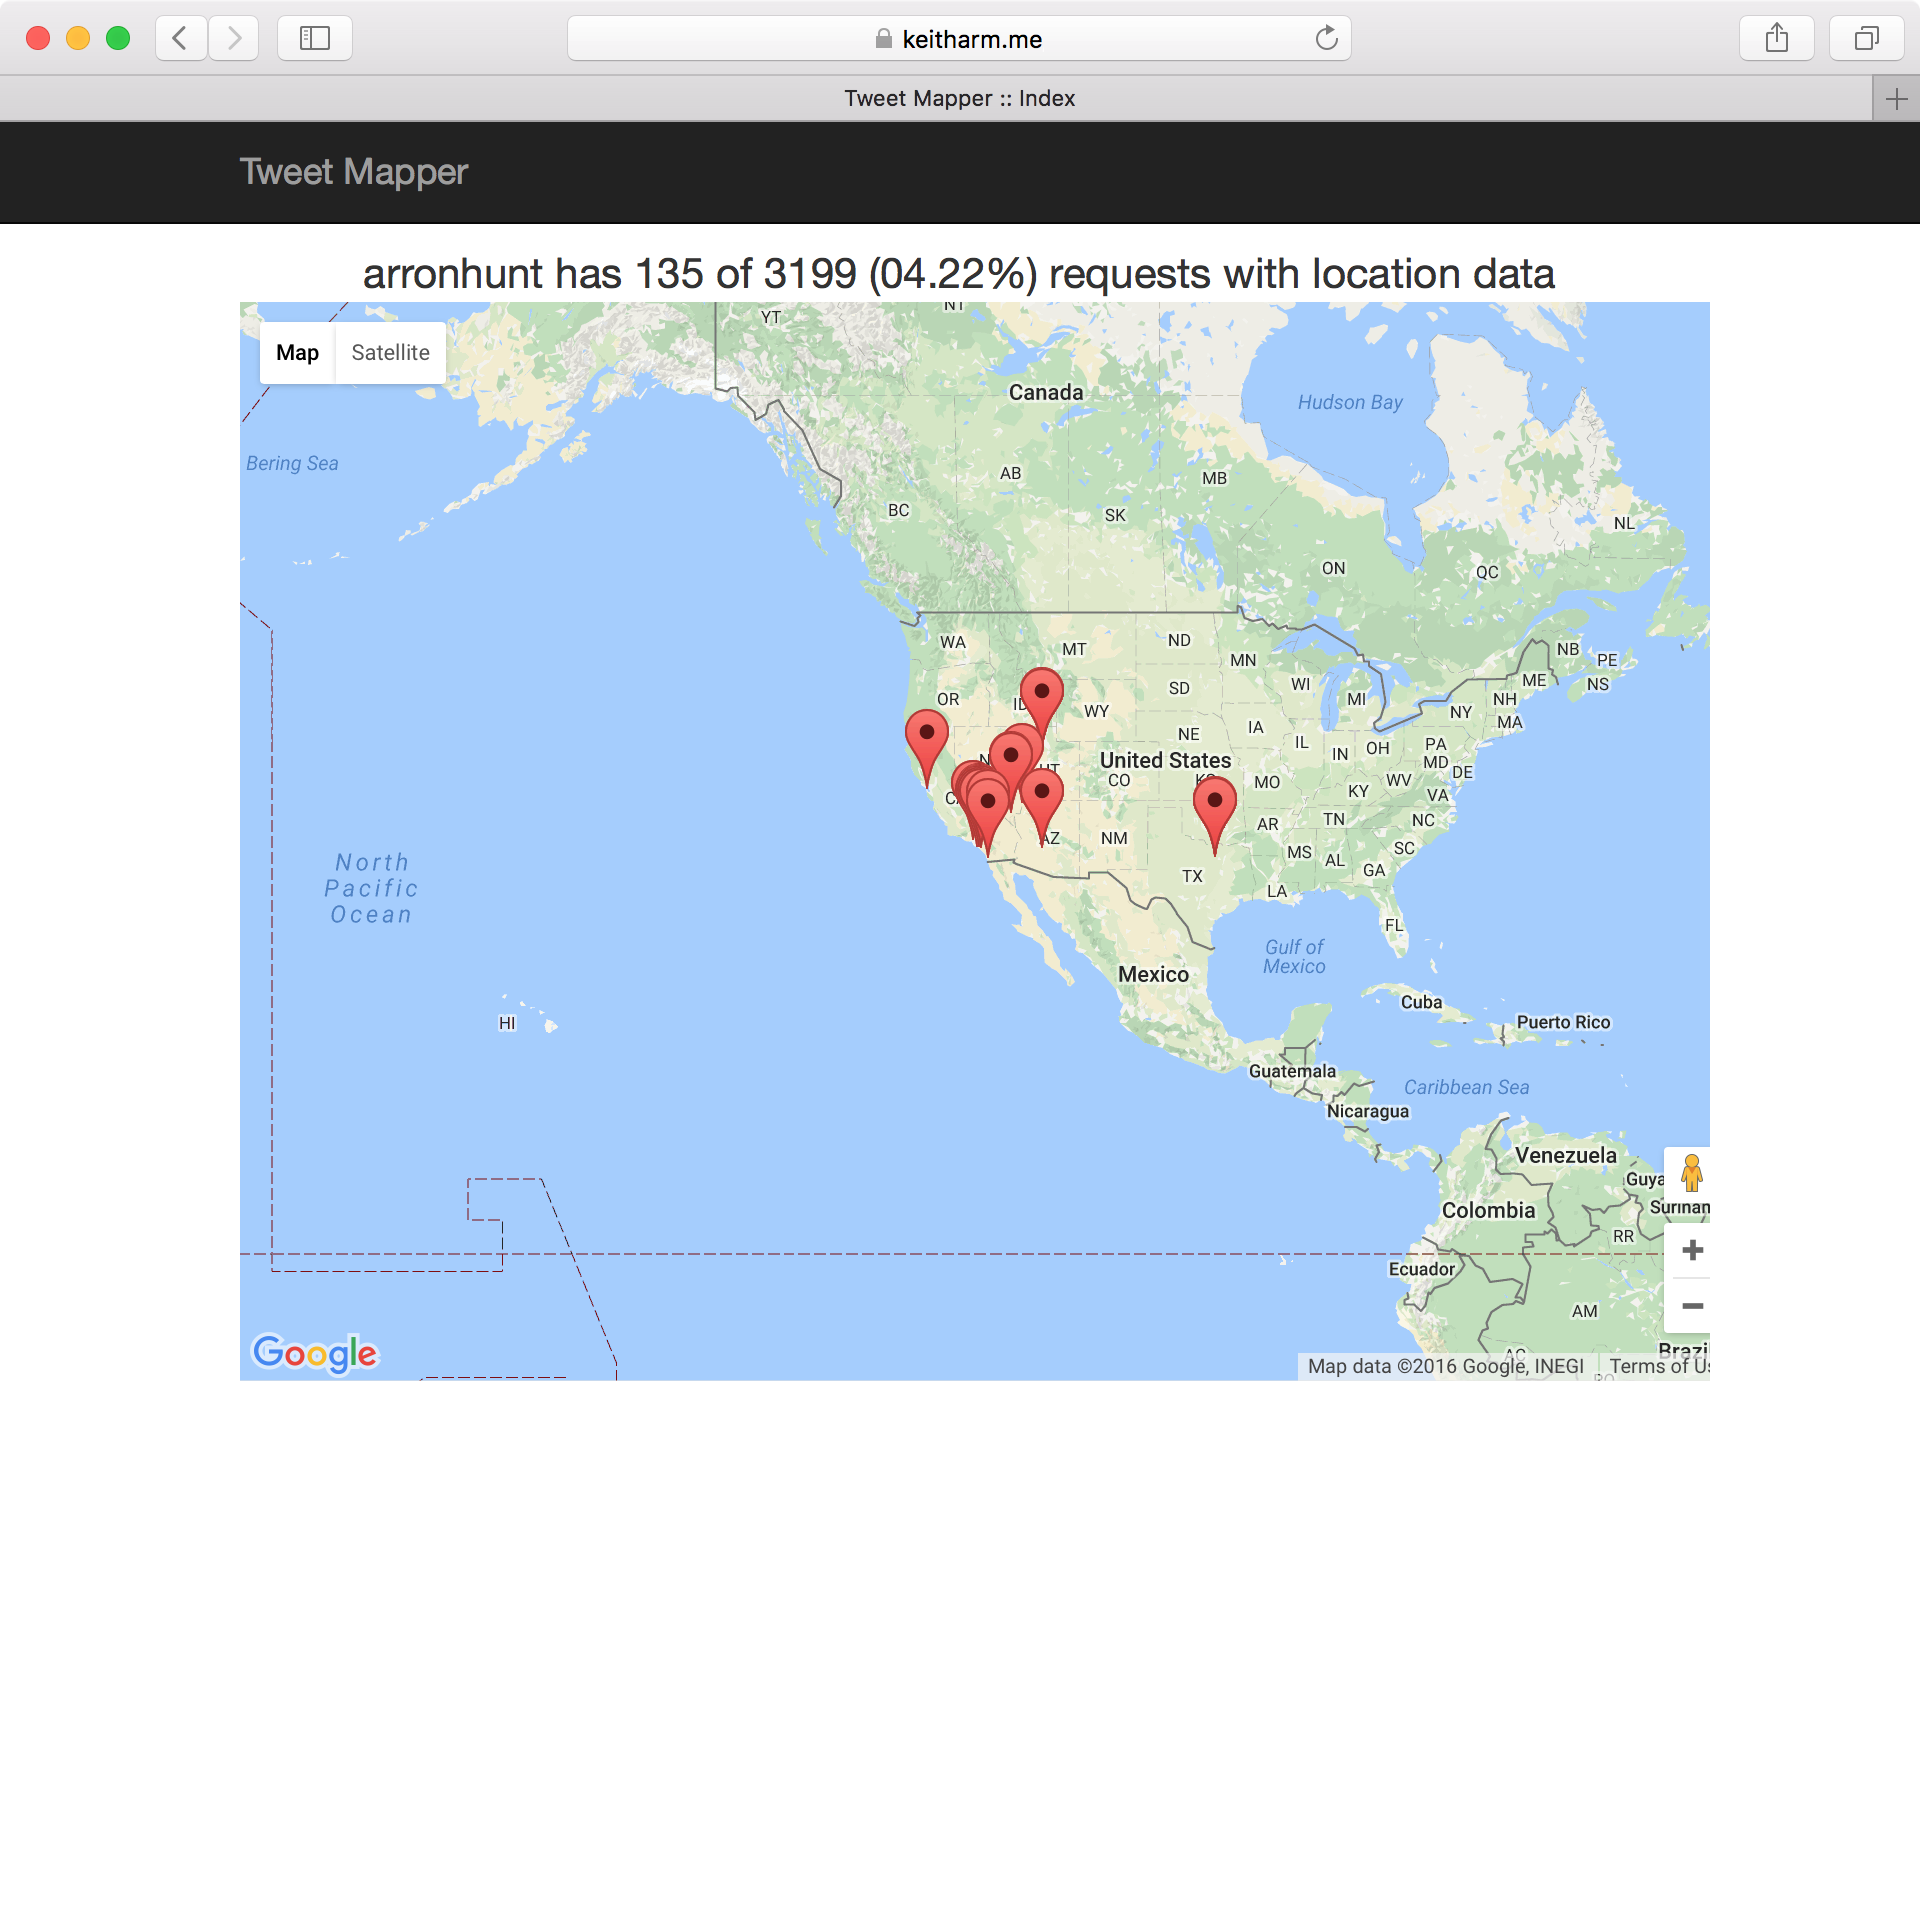 keitharm.me
Tweet Mapper :: Index
Tweet Mapper
arronhunt has 135 of 3199 (04.22%) requests with location data
Map Satellite
NT
YT
Canada
Hudson Bay
Bering Sea
AB
MB
BC
SK
NL
ON
QC
WA
MT
ND
MN
NB
PE
NS
ME
OR
ID
SD
WI
MI
NH
MA
NY
WY
IA
NE
IL
IN
OH
PA
MD
DE
United States
UT
CO
KS
MO
WV
KY
VA
CA
AZ
NM
AR
TN
NC
SC
MS
AL
GA
TX
LA
FL
North
Pacific
Ocean
Gulf of
Mexico
Mexico
Cuba
HI
Puerto Rico
Guatemala
Caribbean Sea
Nicaragua
Venezuela
Guya
Surinan
Colombia
RR
Ecuador
AM
Google
Brazi
AC
Map data ©2016 Google, INEGI Terms of Us